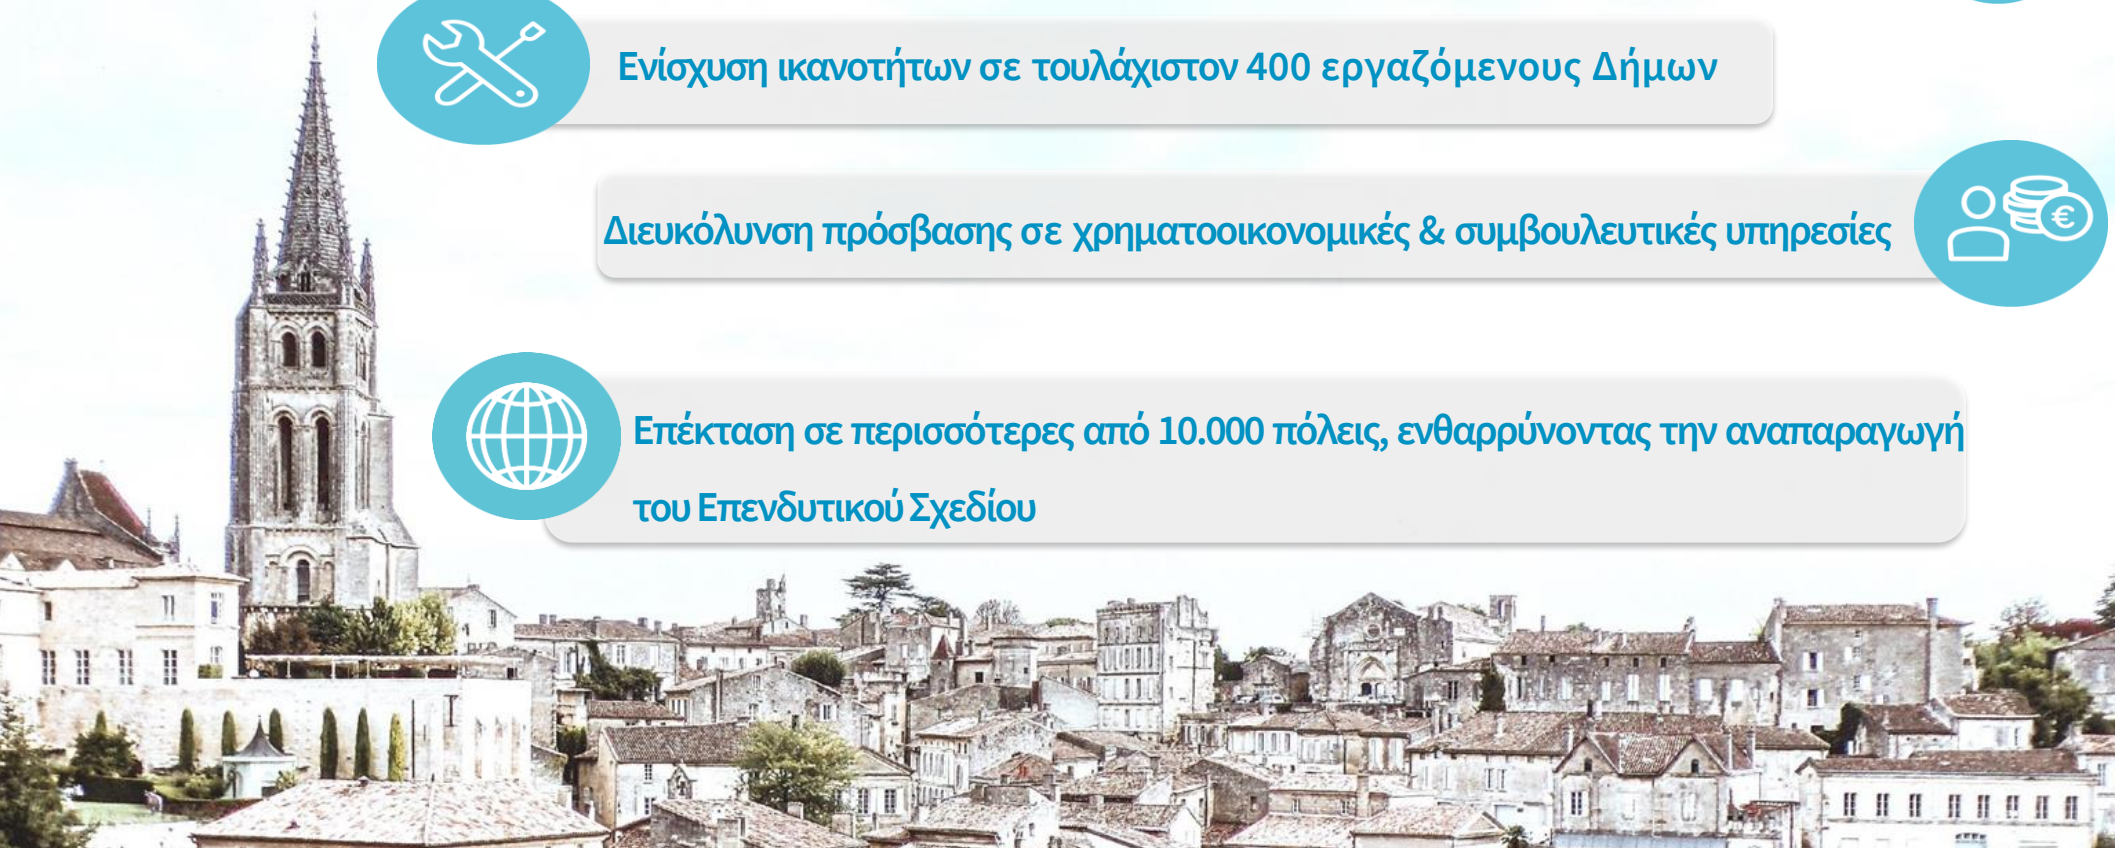 Ενίσχυση ικανοτήτων σε τουλάχιστον 400 εργαζόμενους Δήμων
Διευκόλυνση πρόσβασης σε χρηματοοικονομικές & συμβουλευτικές υπηρεσίες
Επέκταση σε περισσότερες από 10.000 πόλεις, ενθαρρύνοντας την αναπαραγωγή
του Επενδυτικού Σχεδίου